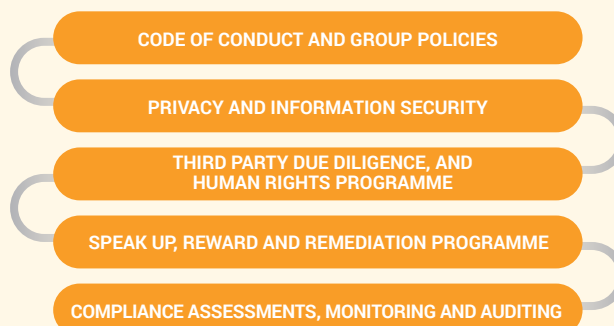 CODE OF CONDUCT AND GROUP POLICIES
PRIVACY AND INFORMATION SECURITY
THIRD PARTY DUE DILIGENCE, AND
HUMAN RIGHTS PROGRAMME
SPEAK UP, REWARD AND REMEDIATION PROGRAMME
COMPLIANCE ASSESSMENTS, MONITORING AND AUDITING